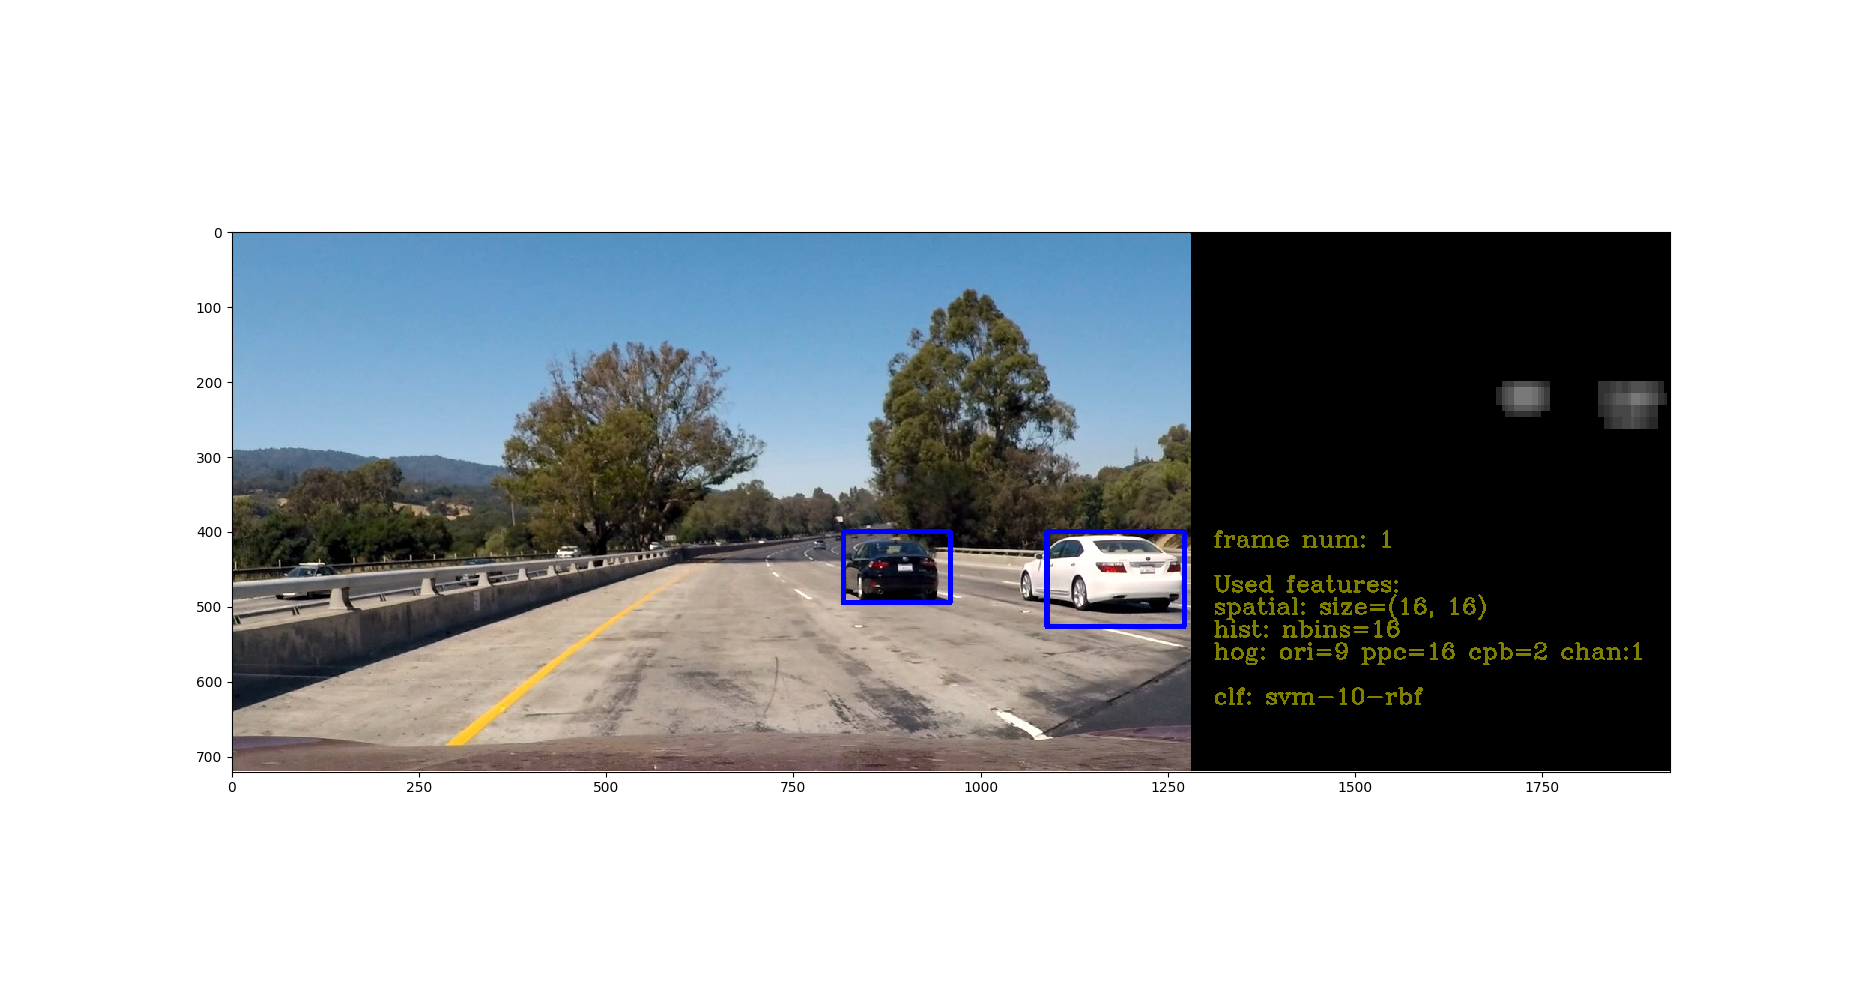 0
100
200
300
400
500
600
700
0
250
500
750
1000
1250
1500
1750
frame num: 1
Used features:
spatial: size=(16, 16)
hist: nbins=16
hog: ori=9 ppc=16 cpb=2 chan:1
clf: svm-10-rbf